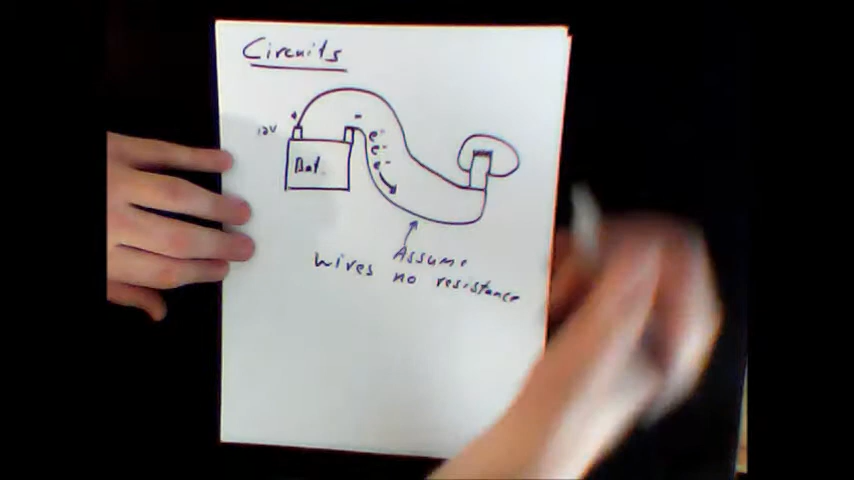 Circuits
+ -
12V
e⁻
e⁻
e⁻
Bat.
Assume
wires no resistance